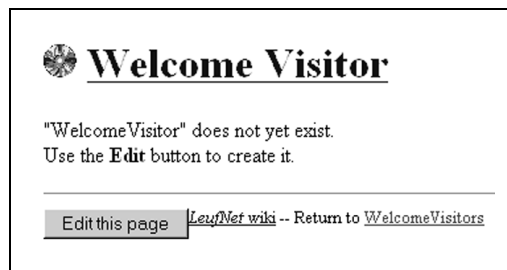 Welcome Visitor
"WelcomeVisitor" does not yet exist.
Use the Edit button to create it.
Edit this page LeufNet wiki -- Return to WelcomeVisitors